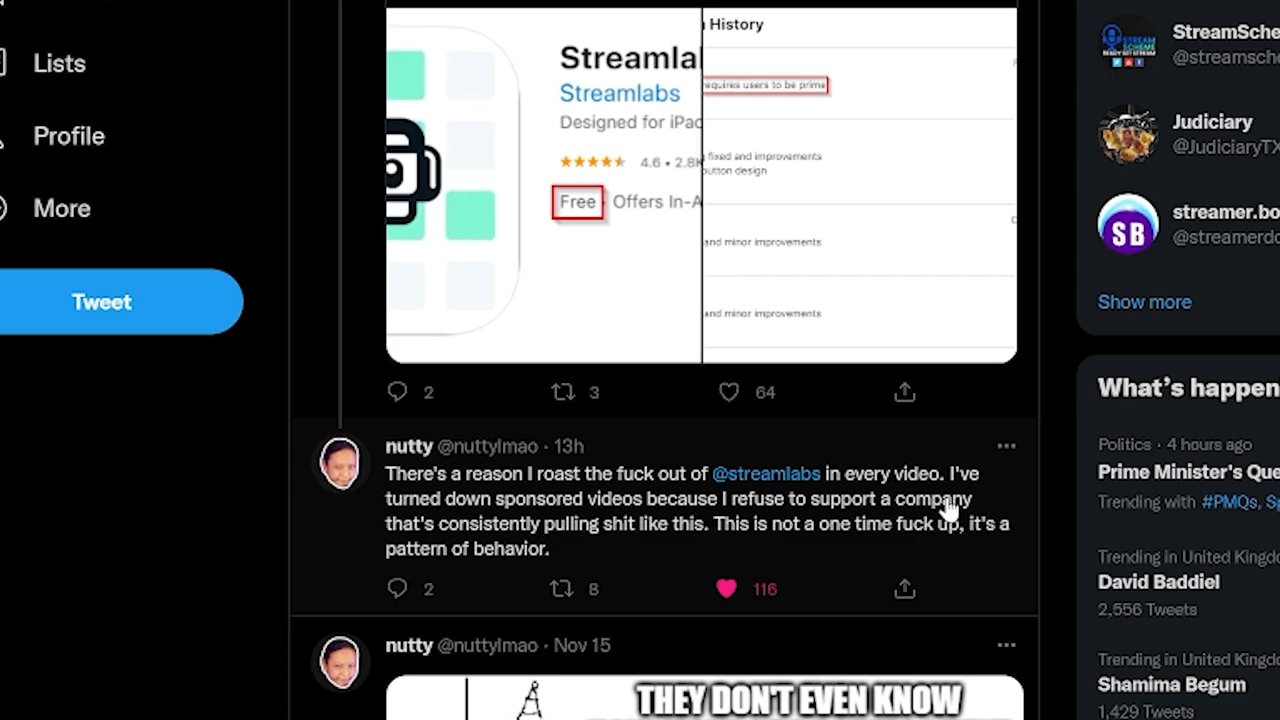 Lists
Profile
More
Tweet
Streamla
Streamlabs
Designed for iPad
4.6 • 2.8K
Free · Offers In-A
History
requires users to be prime
fixed and improvements
button design
and minor improvements
and minor improvements
2 3 64
nutty @nuttylmao · 13h
There's a reason I roast the fuck out of @streamlabs in every video. I've
turned down sponsored videos because I refuse to support a company
that's consistently pulling shit like this. This is not a one time fuck up, it's a
pattern of behavior.
2 8 116
nutty @nuttylmao · Nov 15
THEY DON'T EVEN KNOW
StreamSche
@streamsche
Judiciary
@JudiciaryTX
streamer.bo
@streamerdo
SB
Show more
What's happen
Politics · 4 hours ago
Prime Minister's Que
Trending with #PMQs, Sp
Trending in United Kingdo
David Baddiel
2,556 Tweets
Trending in United Kingdo
Shamima Begum
1,429 Tweets